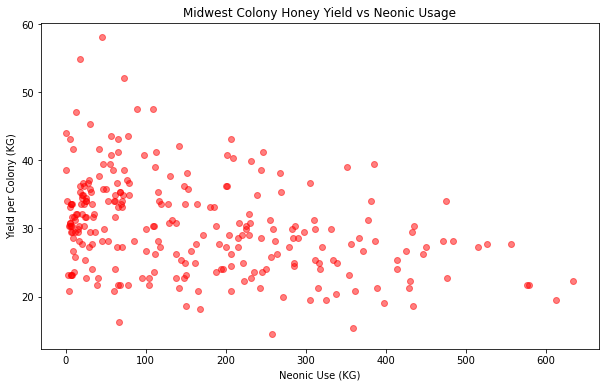 Midwest Colony Honey Yield vs Neonic Usage
60
50
40
30
20
Yield per Colony (KG)
0 100 200 300 400 500 600
Neonic Use (KG)